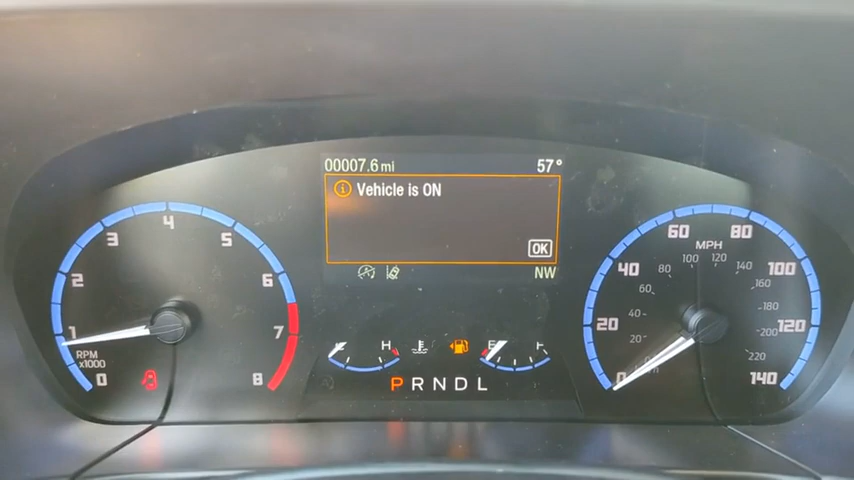 00007.6 mi 57°
Vehicle is ON
OK
NW
0 1 2 3 4 5 6 7 8
RPM
x1000
H
E
P R N D L
0 20 40 60 80 100 120 140
MPH
20 40 60 80 100 120 140 160 180 200 220